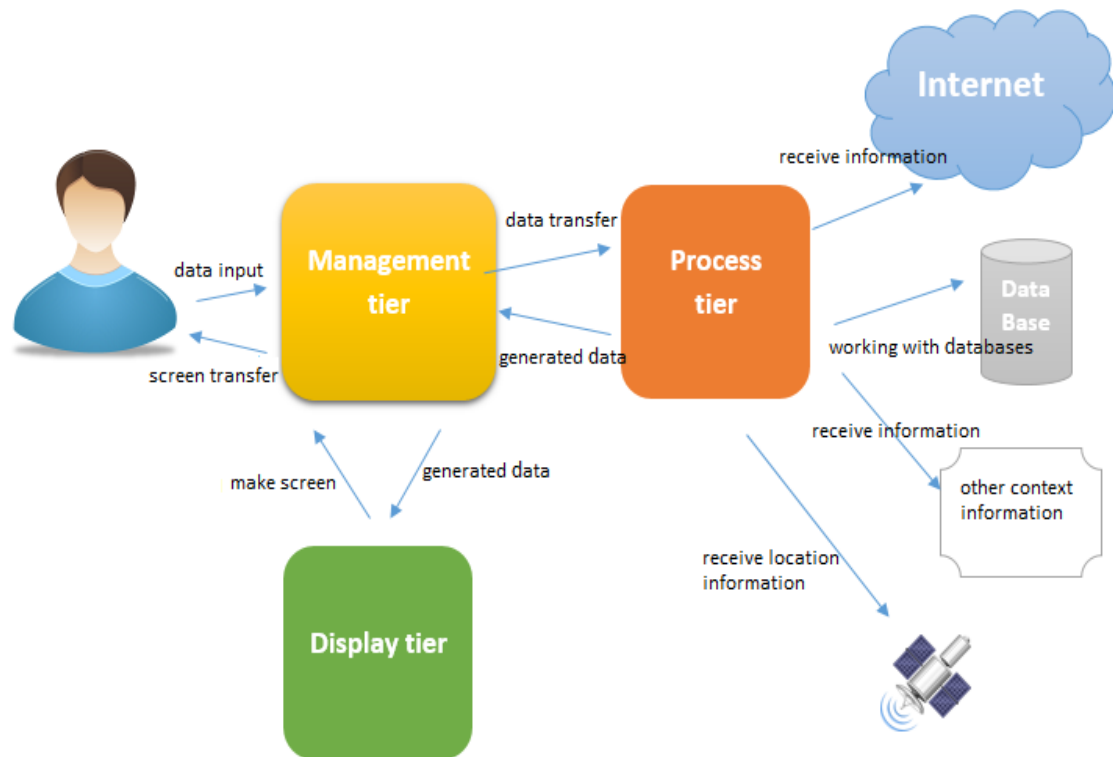 Internet
receive information
data transfer
Management
tier
Process
tier
data input
Data
Base
working with databases
generated data
screen transfer
receive information
make screen
generated data
other context
information
receive location
information
Display tier